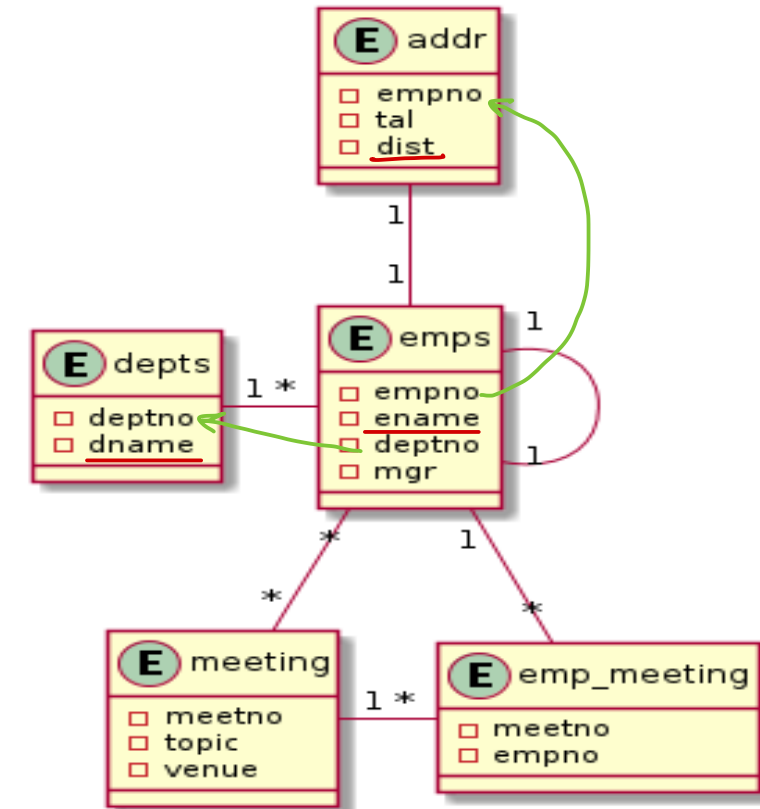 E addr
empno
tal
dist
1
1
E emps
empno
ename
deptno
mgr
1
1
E depts
deptno
dname
1 *
*
*
1
*
E meeting
meetno
topic
venue
1 *
E emp_meeting
meetno
empno